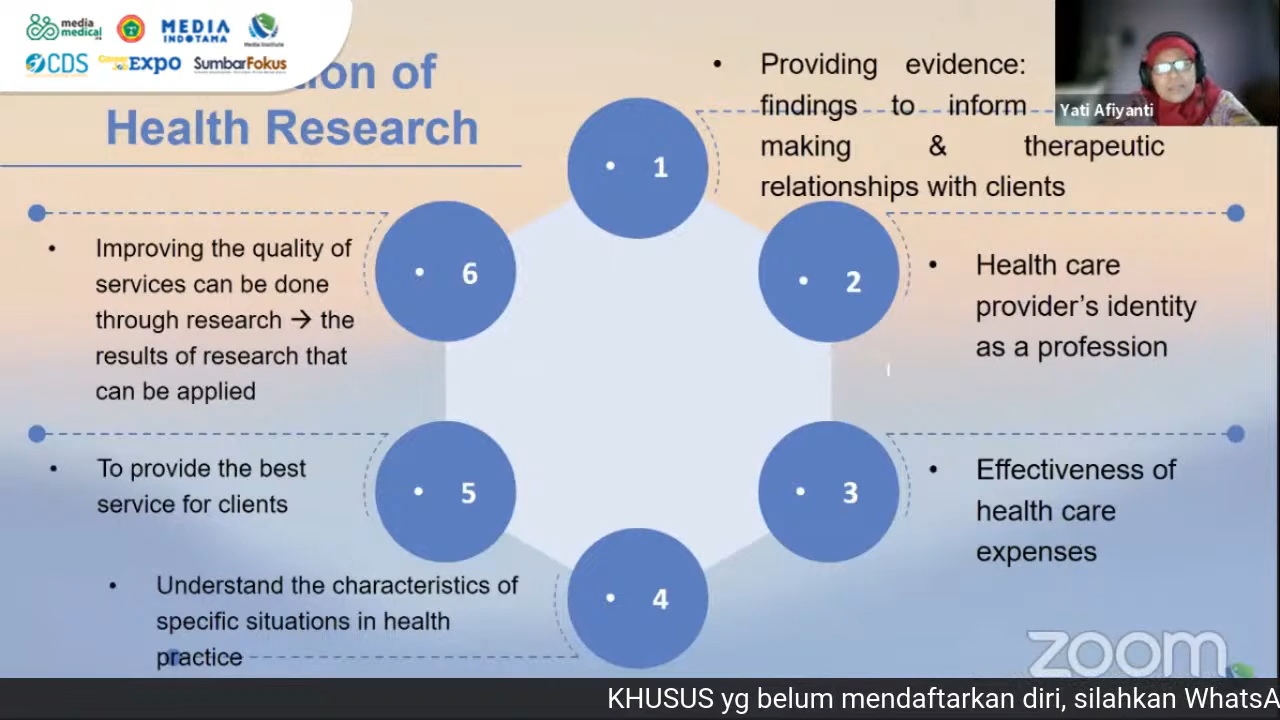 media
medical
MEDIA
INDOTAMA
Media Institute
CDS
Career
EXPO
SumbarFokus
ion of
Health Research
Yati Afiyanti
• 1
• Providing evidence:
findings to inform
making & therapeutic
relationships with clients
• 2
• Health care
provider’s identity
as a profession
• 3
• Effectiveness of
health care
expenses
• 4
• Understand the characteristics of
specific situations in health
practice
• 5
• To provide the best
service for clients
• 6
• Improving the quality of
services can be done
through research → the
results of research that
can be applied
zoom
KHUSUS yg belum mendaftarkan diri, silahkan WhatsA